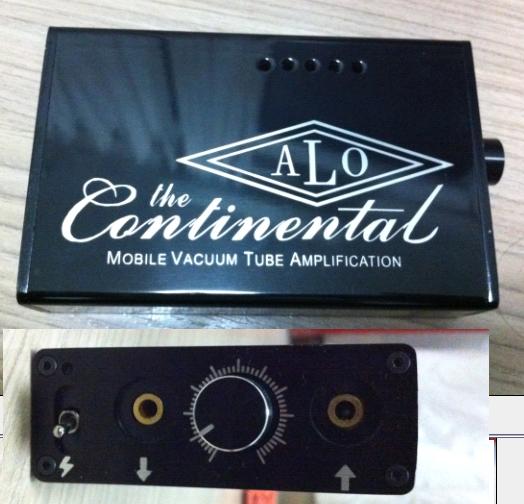 ALO
the
Continental
MOBILE VACUUM TUBE AMPLIFICATION